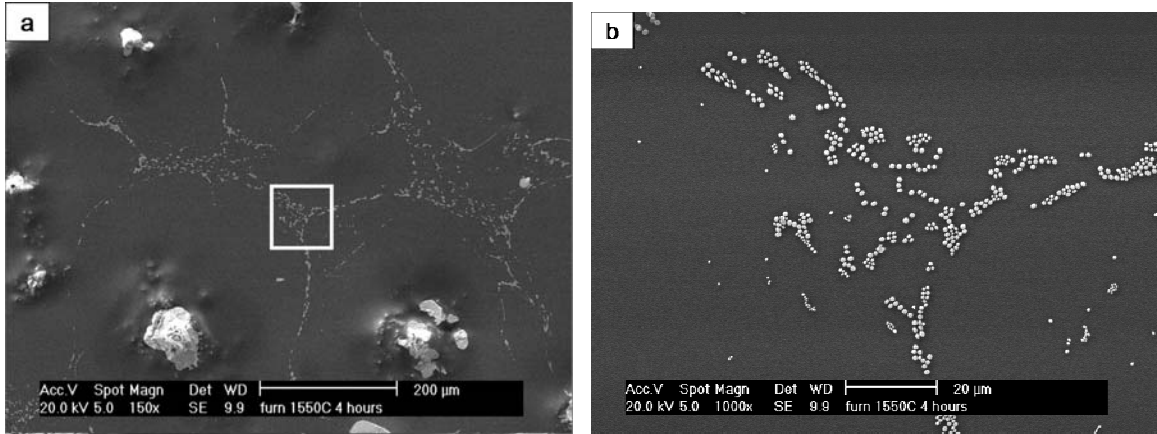 a
Acc.V Spot Magn Det WD 200 µm
20.0 kV 5.0 150x SE 9.9 furn 1550C 4 hours
b
Acc.V Spot Magn Det WD 20 µm
20.0 kV 5.0 1000x SE 9.9 furn 1550C 4 hours